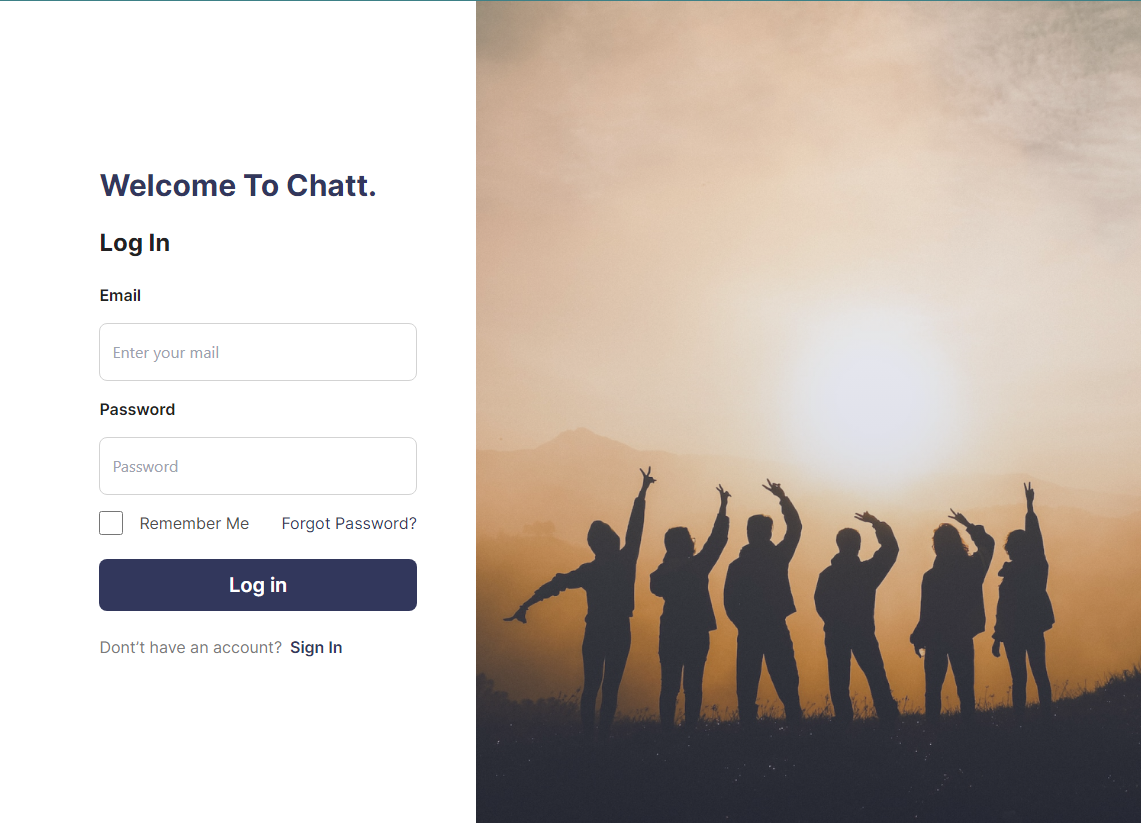 Welcome To Chatt.
Log In
Email
Enter your mail
Password
Password
Remember Me Forgot Password?
Log in
Don't have an account? Sign In